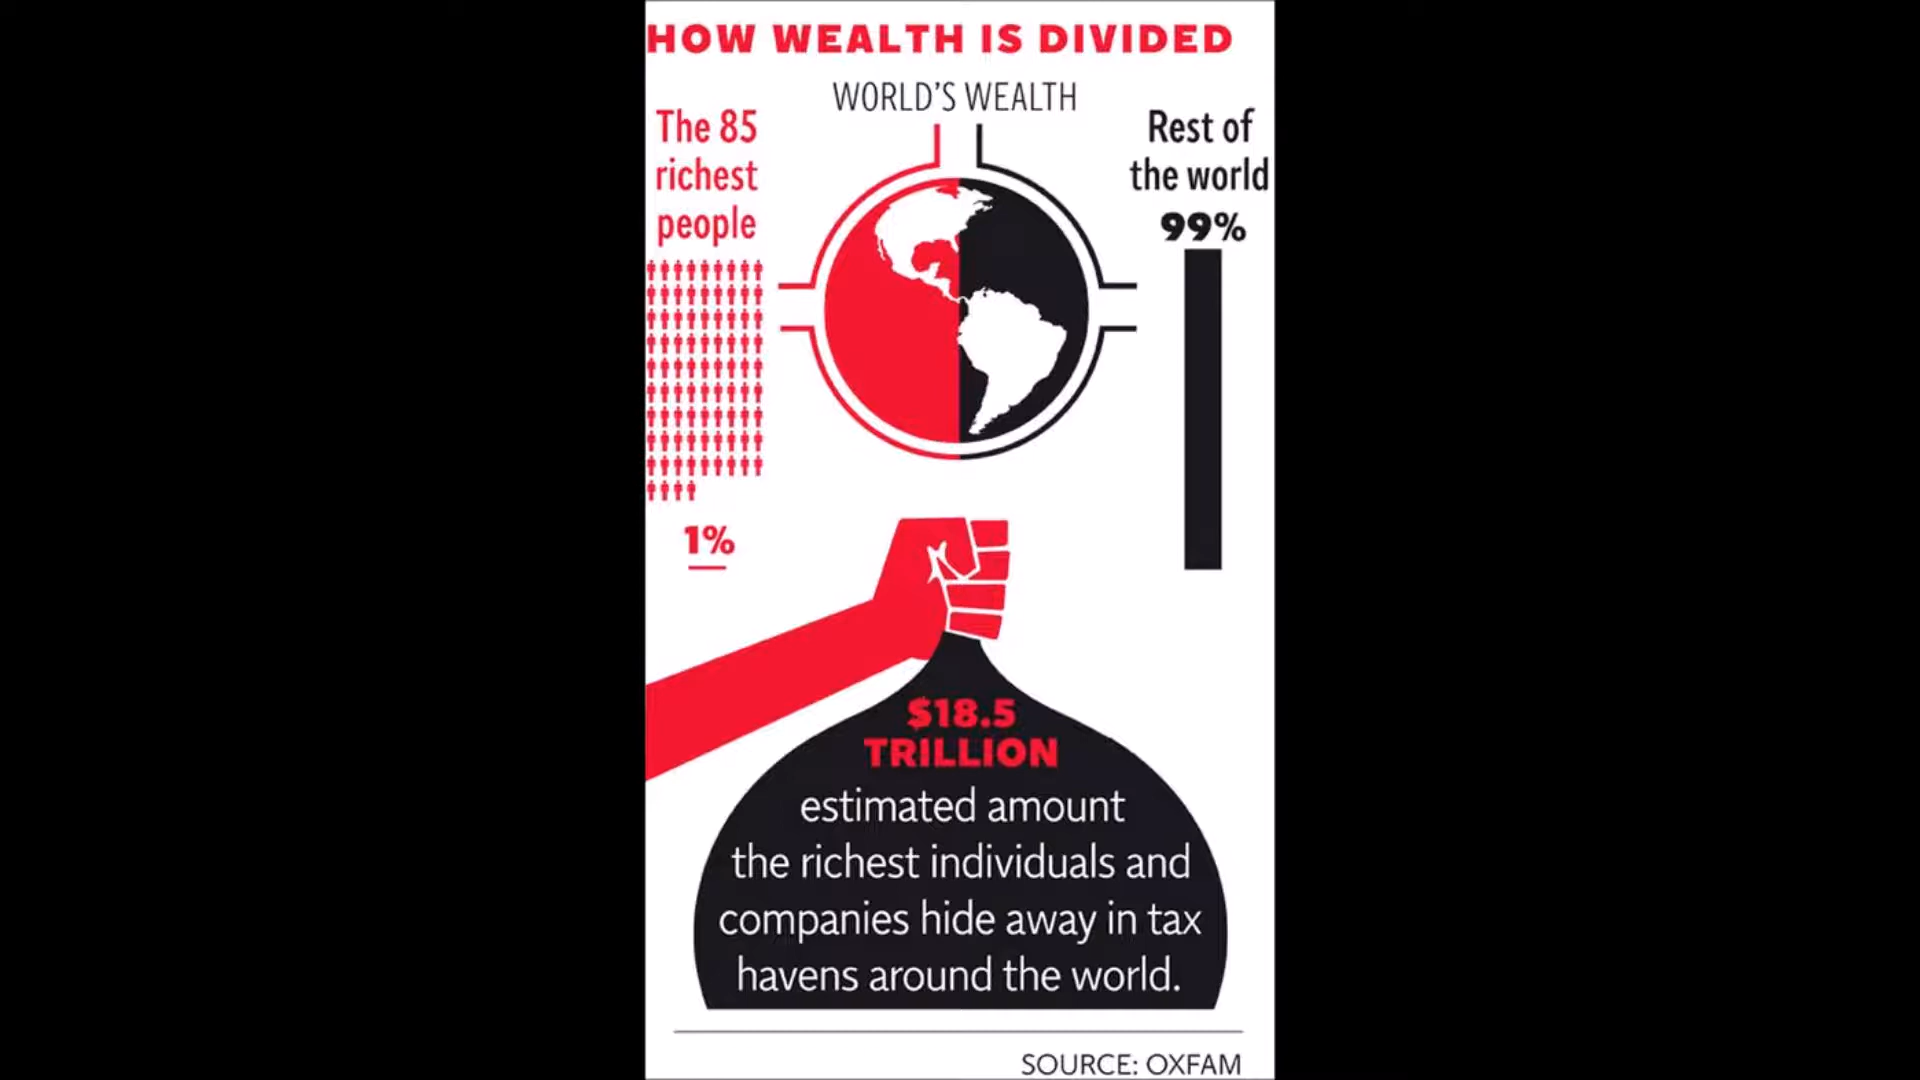 HOW WEALTH IS DIVIDED
WORLD'S WEALTH
The 85
richest
people
1%
Rest of
the world
99%
$18.5
TRILLION
estimated amount
the richest individuals and
companies hide away in tax
havens around the world.
SOURCE: OXFAM